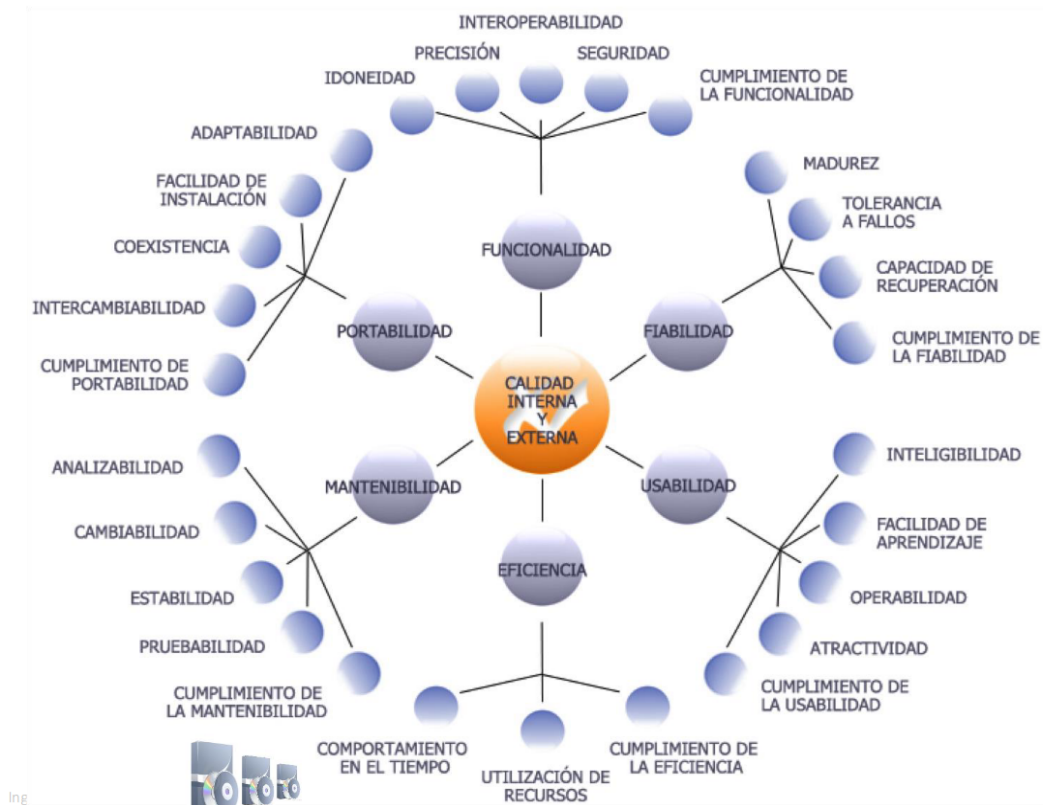 INTEROPERABILIDAD
PRECISIÓN
SEGURIDAD
IDONEIDAD
CUMPLIMIENTO DE
LA FUNCIONALIDAD
FUNCIONALIDAD
MADUREZ
TOLERANCIA
A FALLOS
CAPACIDAD DE
RECUPERACIÓN
CUMPLIMIENTO DE
LA FIABILIDAD
FIABILIDAD
ADAPTABILIDAD
FACILIDAD DE
INSTALACIÓN
COEXISTENCIA
INTERCAMBIABILIDAD
CUMPLIMIENTO DE
PORTABILIDAD
PORTABILIDAD
CALIDAD
INTERNA
Y
EXTERNA
MANTENIBILIDAD
ANALIZABILIDAD
CAMBIABILIDAD
ESTABILIDAD
PRUEBABILIDAD
CUMPLIMIENTO DE
LA MANTENIBILIDAD
USABILIDAD
INTELIGIBILIDAD
FACILIDAD DE
APRENDIZAJE
OPERABILIDAD
ATRACTIVIDAD
CUMPLIMIENTO DE
LA USABILIDAD
EFICIENCIA
COMPORTAMIENTO
EN EL TIEMPO
UTILIZACIÓN DE
RECURSOS
CUMPLIMIENTO DE
LA EFICIENCIA
Ing